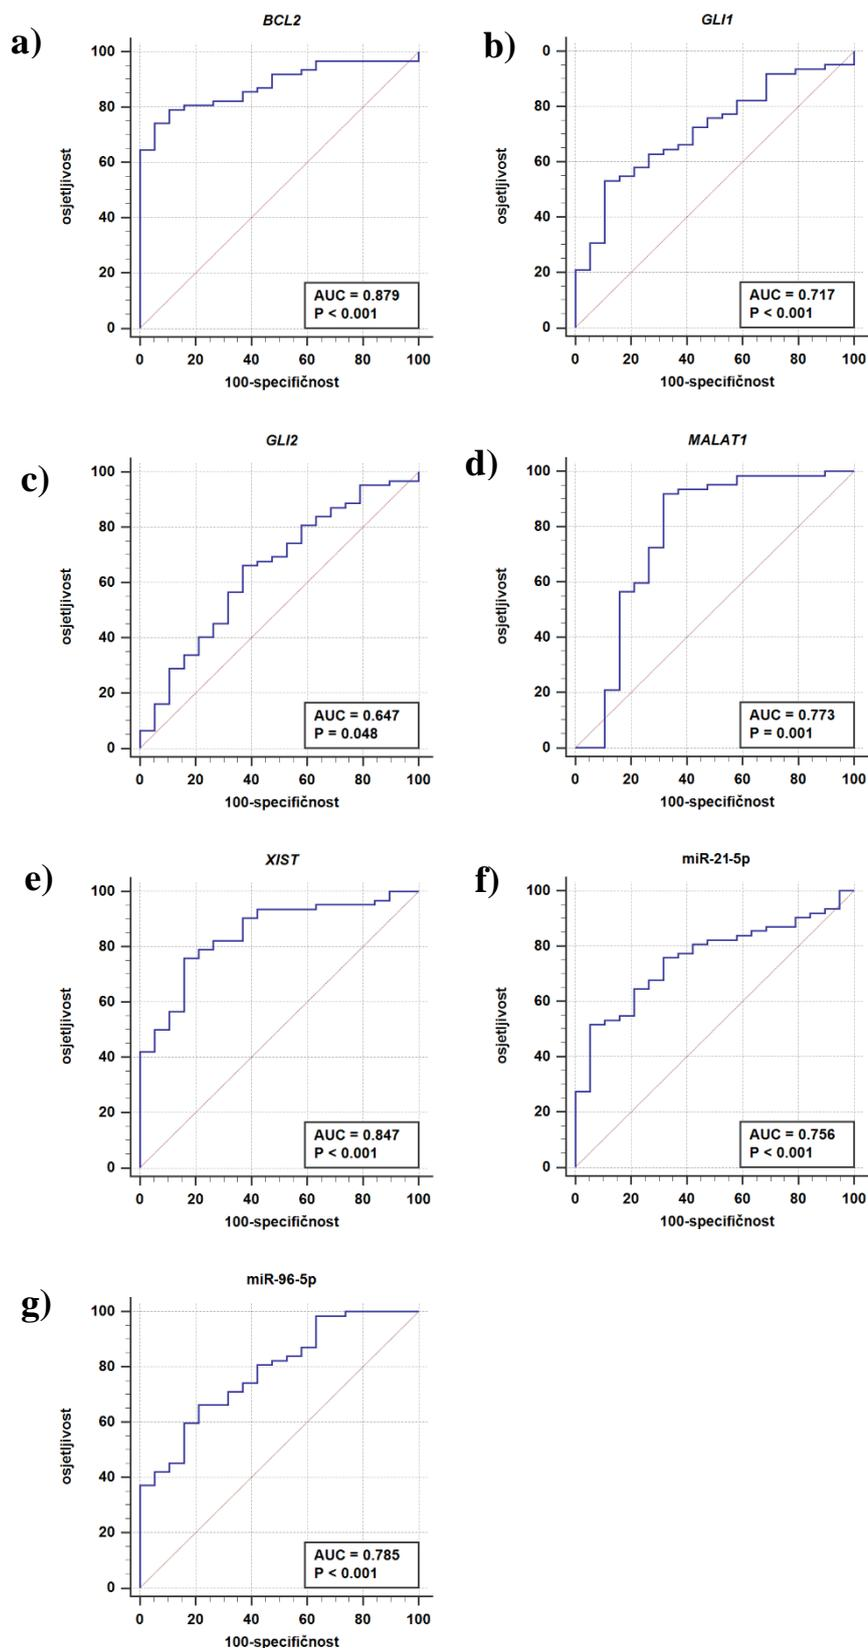 a)
BCL2
100
80
60
40
20
0
osjetljivost
AUC = 0.879
P < 0.001
0 20 40 60 80 100
100-specifičnost
b)
GLI1
0
80
60
40
20
0
osjetljivost
AUC = 0.717
P < 0.001
0 20 40 60 80 100
100-specifičnost
c)
GLI2
100
80
60
40
20
0
osjetljivost
AUC = 0.647
P = 0.048
0 20 40 60 80 100
100-specifičnost
d)
MALAT1
100
80
60
40
20
0
osjetljivost
AUC = 0.773
P = 0.001
0 20 40 60 80 100
100-specifičnost
e)
XIST
100
80
60
40
20
0
osjetljivost
AUC = 0.847
P < 0.001
0 20 40 60 80 100
100-specifičnost
f)
miR-21-5p
100
80
60
40
20
0
osjetljivost
AUC = 0.756
P < 0.001
0 20 40 60 80 100
100-specifičnost
g)
miR-96-5p
100
80
60
40
20
0
osjetljivost
AUC = 0.785
P < 0.001
0 20 40 60 80 100
100-specifičnost